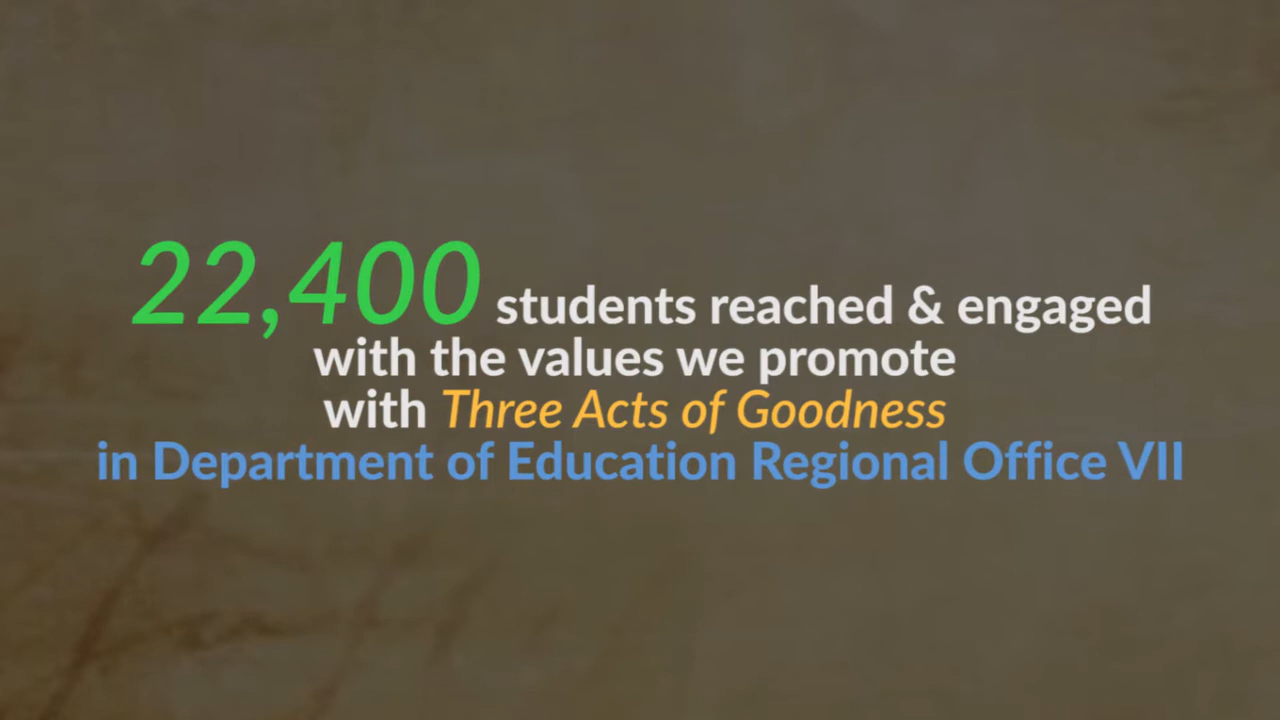 22,400 students reached & engaged
with the values we promote
with Three Acts of Goodness
in Department of Education Regional Office VII